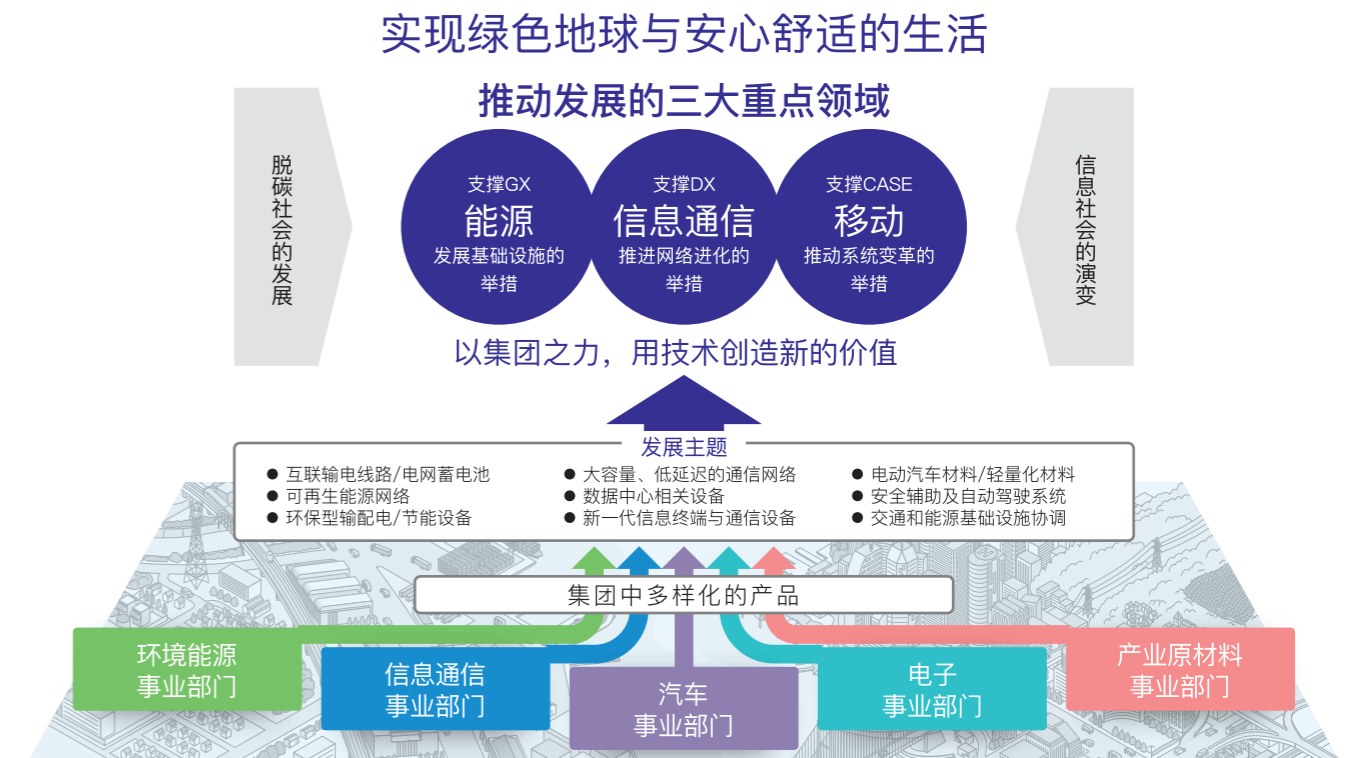 实现绿色地球与安心舒适的生活
推动发展的三大重点领域
脱碳社会的发展
支撑GX
能源
发展基础设施的
举措
支撑DX
信息通信
推进网络进化的
举措
支撑CASE
移动
推动系统变革的
举措
信息社会的演变
以集团之力，用技术创造新的价值
发展主题
● 互联输电线路/电网蓄电池
● 可再生能源网络
● 环保型输配电/节能设备
● 大容量、低延迟的通信网络
● 数据中心相关设备
● 新一代信息终端与通信设备
● 电动汽车材料/轻量化材料
● 安全辅助及自动驾驶系统
● 交通和能源基础设施协调
集团中多样化的产品
环境能源
事业部门
信息通信
事业部门
汽车
事业部门
电子
事业部门
产业原材料
事业部门